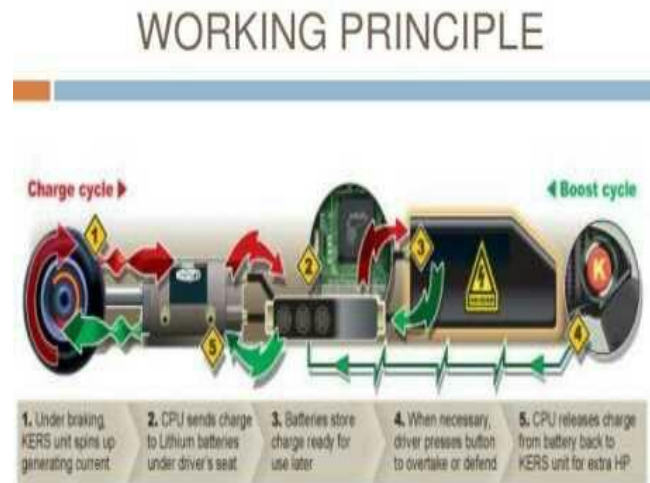 WORKING PRINCIPLE
Charge cycle
Boost cycle
1
2
3
K
4
5
1. Under braking,
KERS unit spins up
generating current
2. CPU sends charge
to Lithium batteries
under driver's seat
3. Batteries store
charge ready for
use later
4. When necessary,
driver presses button
to overtake or defend
5. CPU releases charge
from battery back to
KERS unit for extra HP